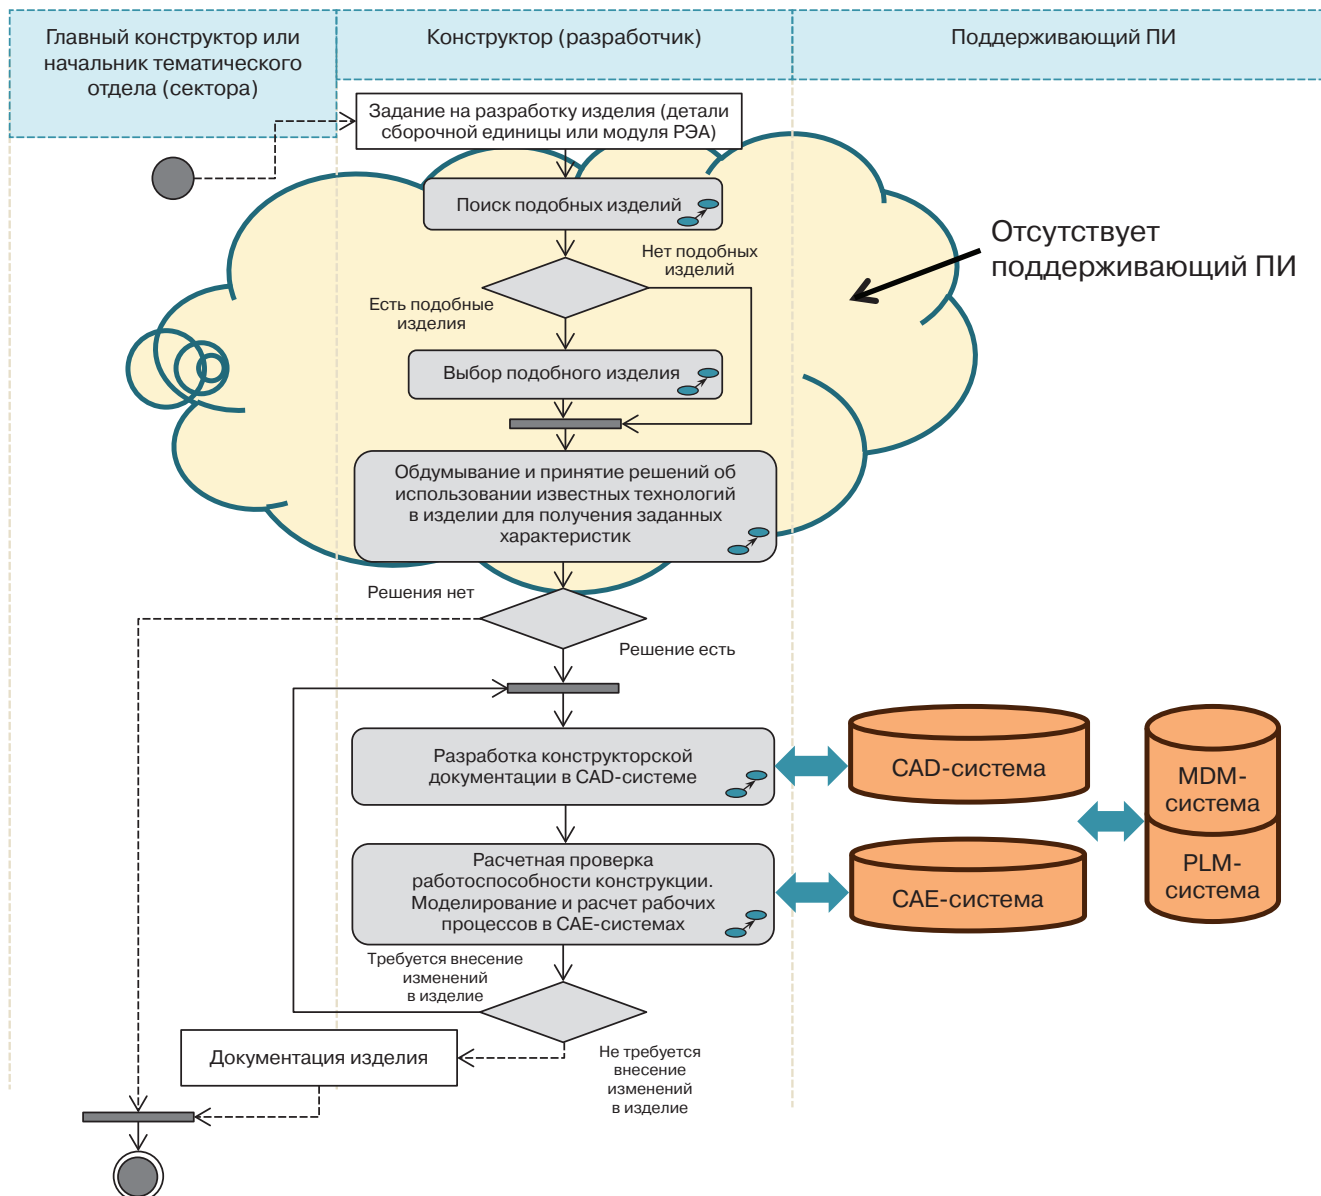 Главный конструктор или
начальник тематического
отдела (сектора)
Конструктор (разработчик)
Поддерживающий ПИ
Задание на разработку изделия (детали
сборочной единицы или модуля РЭА)
Поиск подобных изделий
Отсутствует
поддерживающий ПИ
Нет подобных
изделий
Есть подобные
изделия
Выбор подобного изделия
Обдумывание и принятие решений об
использовании известных технологий
в изделии для получения заданных
характеристик
Решения нет
Решение есть
Разработка конструкторской
документации в CAD-системе
CAD-система
MDM-
система
PLM-
система
Расчетная проверка
работоспособности конструкции.
Моделирование и расчет рабочих
процессов в CAE-системах
CAE-система
Требуется внесение
изменений
в изделие
Документация изделия
Не требуется
внесение
изменений
в изделие